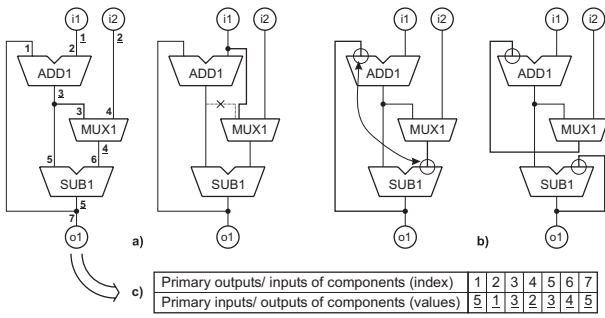 i1 i2 i1 i2 i1 i2 i1 i2
1 2 1 2
ADD1 ADD1 ADD1 ADD1
3
3 4
MUX1 MUX1 MUX1 MUX1
4
5 6
SUB1 SUB1 SUB1 SUB1
5
7
o1 a) o1 o1 b) o1
c) Primary outputs/ inputs of components (index) 1 2 3 4 5 6 7
Primary inputs/ outputs of components (values) 5 1 3 2 3 4 5